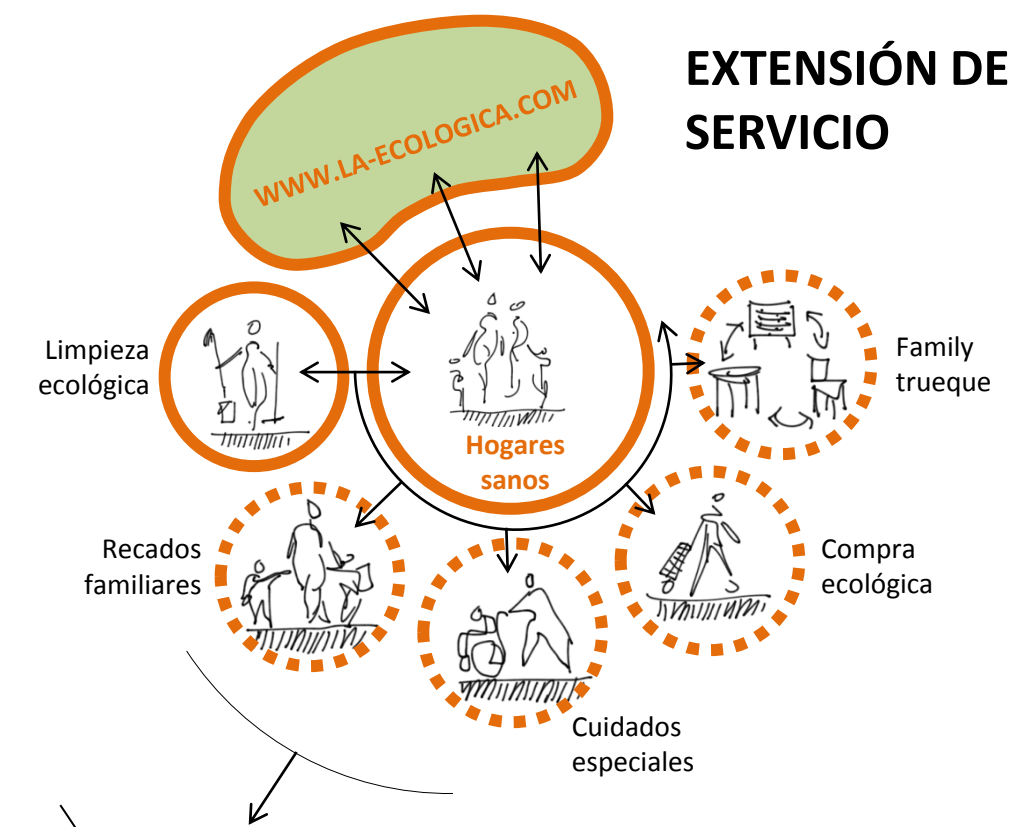 EXTENSIÓN DE
SERVICIO
WWW.LA-ECOLOGICA.COM
Limpieza
ecológica
Hogares
sanos
Family
trueque
Recados
familiares
Compra
ecológica
Cuidados
especiales